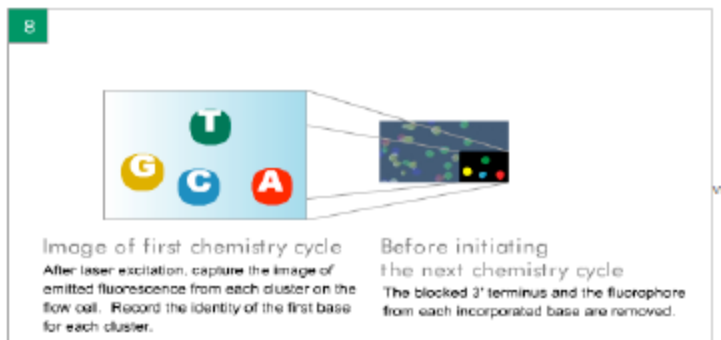 8
T
G
C
A
Image of first chemistry cycle
After laser excitation, capture the image of
emitted fluorescence from each cluster on the
flow cell. Record the identity of the first base
for each cluster.
Before initiating
the next chemistry cycle
The blocked 3' terminus and the fluorophore
from each incorporated base are removed.